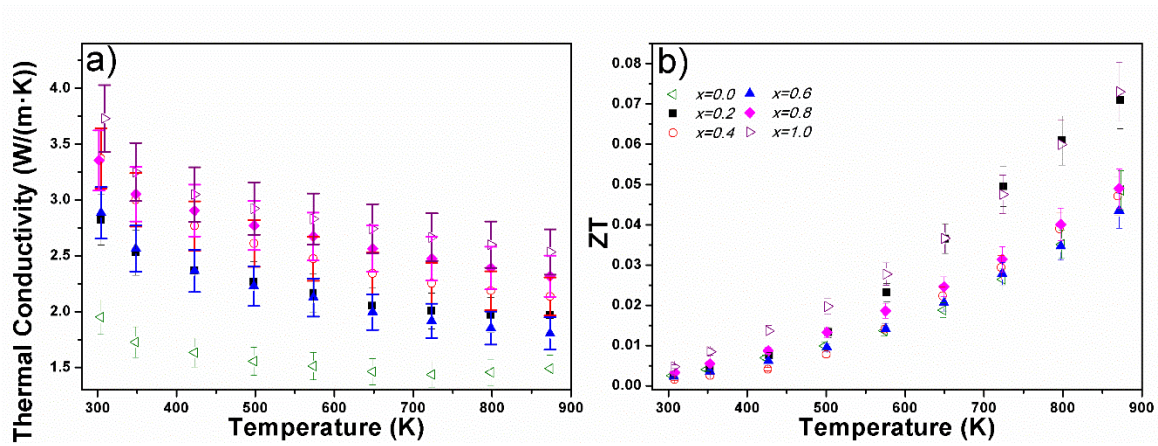 a)
Thermal Conductivity (W/(m·K))
4.0
3.5
3.0
2.5
2.0
1.5
300 400 500 600 700 800 900
Temperature (K)
b)
ZT
0.08
0.07
0.06
0.05
0.04
0.03
0.02
0.01
0.00
x=0.0 x=0.6
x=0.2 x=0.8
x=0.4 x=1.0
300 400 500 600 700 800 900
Temperature (K)